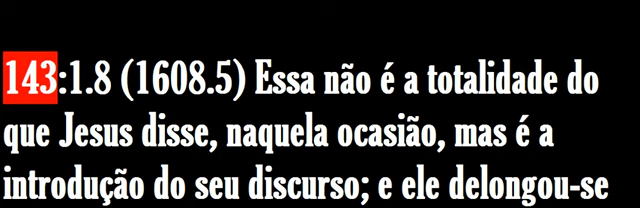 143:1.8 (1608.5) Essa não é a totalidade do
que Jesus disse, naquela ocasião, mas é a
introdução do seu discurso; e ele delongou-se